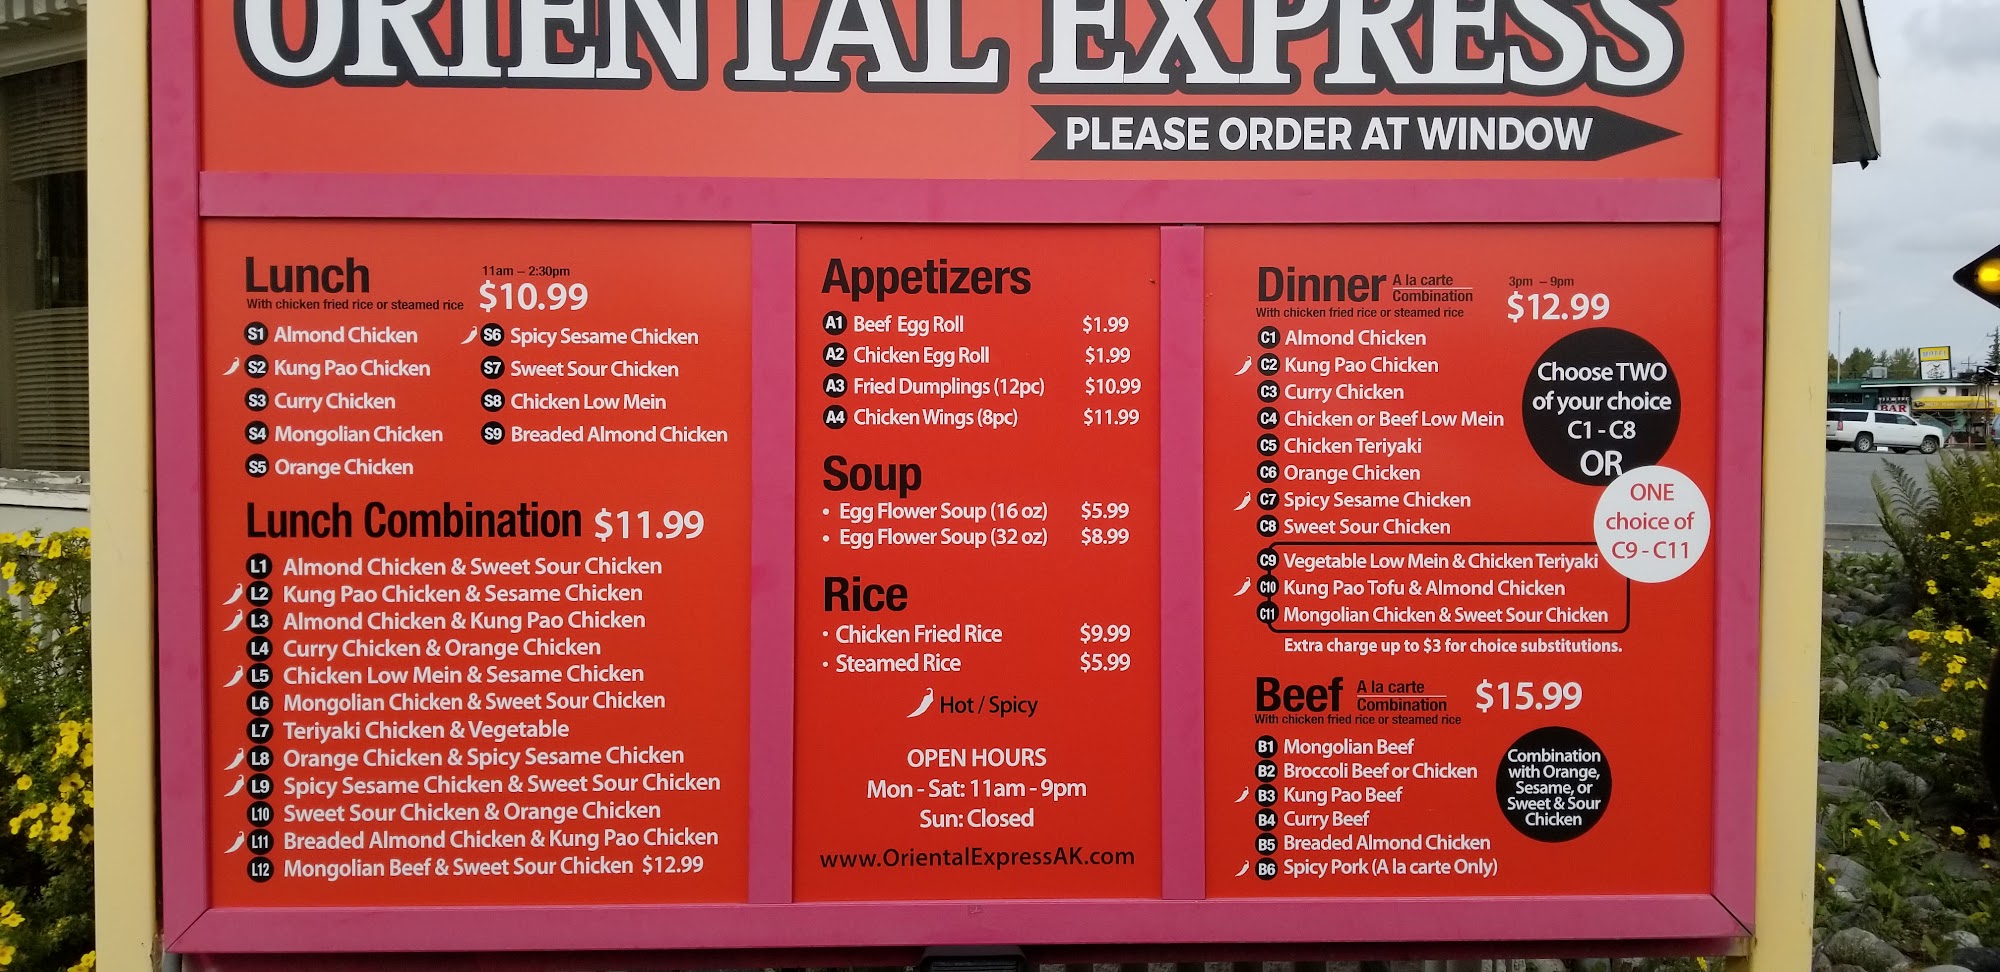 ORIENTAL EXPRESS
PLEASE ORDER AT WINDOW
Lunch
11am – 2:30pm
With chicken fried rice or steamed rice
$10.99
S1 Almond Chicken
S2 Kung Pao Chicken
S3 Curry Chicken
S4 Mongolian Chicken
S5 Orange Chicken
S6 Spicy Sesame Chicken
S7 Sweet Sour Chicken
S8 Chicken Low Mein
S9 Breaded Almond Chicken
Lunch Combination $11.99
L1 Almond Chicken & Sweet Sour Chicken
L2 Kung Pao Chicken & Sesame Chicken
L3 Almond Chicken & Kung Pao Chicken
L4 Curry Chicken & Orange Chicken
L5 Chicken Low Mein & Sesame Chicken
L6 Mongolian Chicken & Sweet Sour Chicken
L7 Teriyaki Chicken & Vegetable
L8 Orange Chicken & Spicy Sesame Chicken
L9 Spicy Sesame Chicken & Sweet Sour Chicken
L10 Sweet Sour Chicken & Orange Chicken
L11 Breaded Almond Chicken & Kung Pao Chicken
L12 Mongolian Beef & Sweet Sour Chicken $12.99
Appetizers
A1 Beef Egg Roll $1.99
A2 Chicken Egg Roll $1.99
A3 Fried Dumplings (12pc) $10.99
A4 Chicken Wings (8pc) $11.99
Soup
• Egg Flower Soup (16 oz) $5.99
• Egg Flower Soup (32 oz) $8.99
Rice
• Chicken Fried Rice $9.99
• Steamed Rice $5.99
Hot / Spicy
OPEN HOURS
Mon - Sat: 11am - 9pm
Sun: Closed
www.OrientalExpressAK.com
Dinner
A la carte
Combination
3pm – 9pm
With chicken fried rice or steamed rice
$12.99
C1 Almond Chicken
C2 Kung Pao Chicken
C3 Curry Chicken
C4 Chicken or Beef Low Mein
C5 Chicken Teriyaki
C6 Orange Chicken
C7 Spicy Sesame Chicken
C8 Sweet Sour Chicken
C9 Vegetable Low Mein & Chicken Teriyaki
C10 Kung Pao Tofu & Almond Chicken
C11 Mongolian Chicken & Sweet Sour Chicken
Choose TWO
of your choice
C1 - C8
OR
ONE
choice of
C9 - C11
Extra charge up to $3 for choice substitutions.
Beef
A la carte
Combination
$15.99
With chicken fried rice or steamed rice
B1 Mongolian Beef
B2 Broccoli Beef or Chicken
B3 Kung Pao Beef
B4 Curry Beef
B5 Breaded Almond Chicken
B6 Spicy Pork (A la carte Only)
Combination
with Orange,
Sesame, or
Sweet & Sour
Chicken
MOTEL
BAR